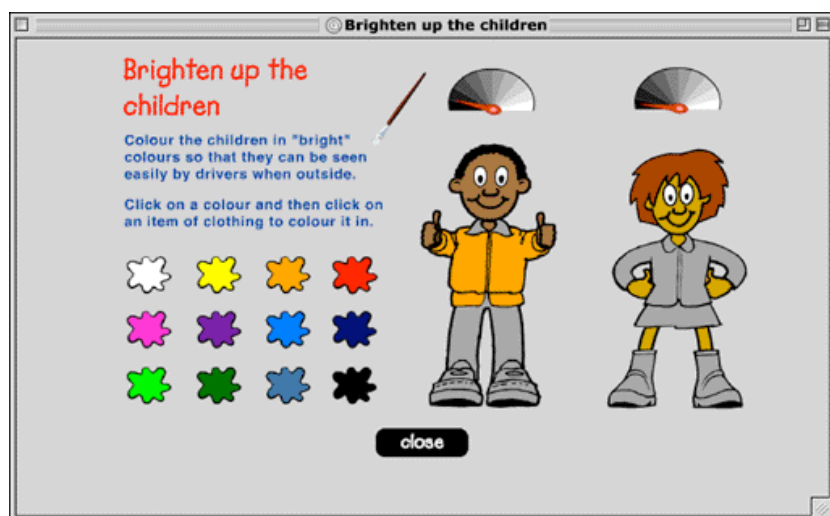 Brighten up the children
Brighten up the
children
Colour the children in "bright"
colours so that they can be seen
easily by drivers when outside.
Click on a colour and then click on
an item of clothing to colour it in.
close